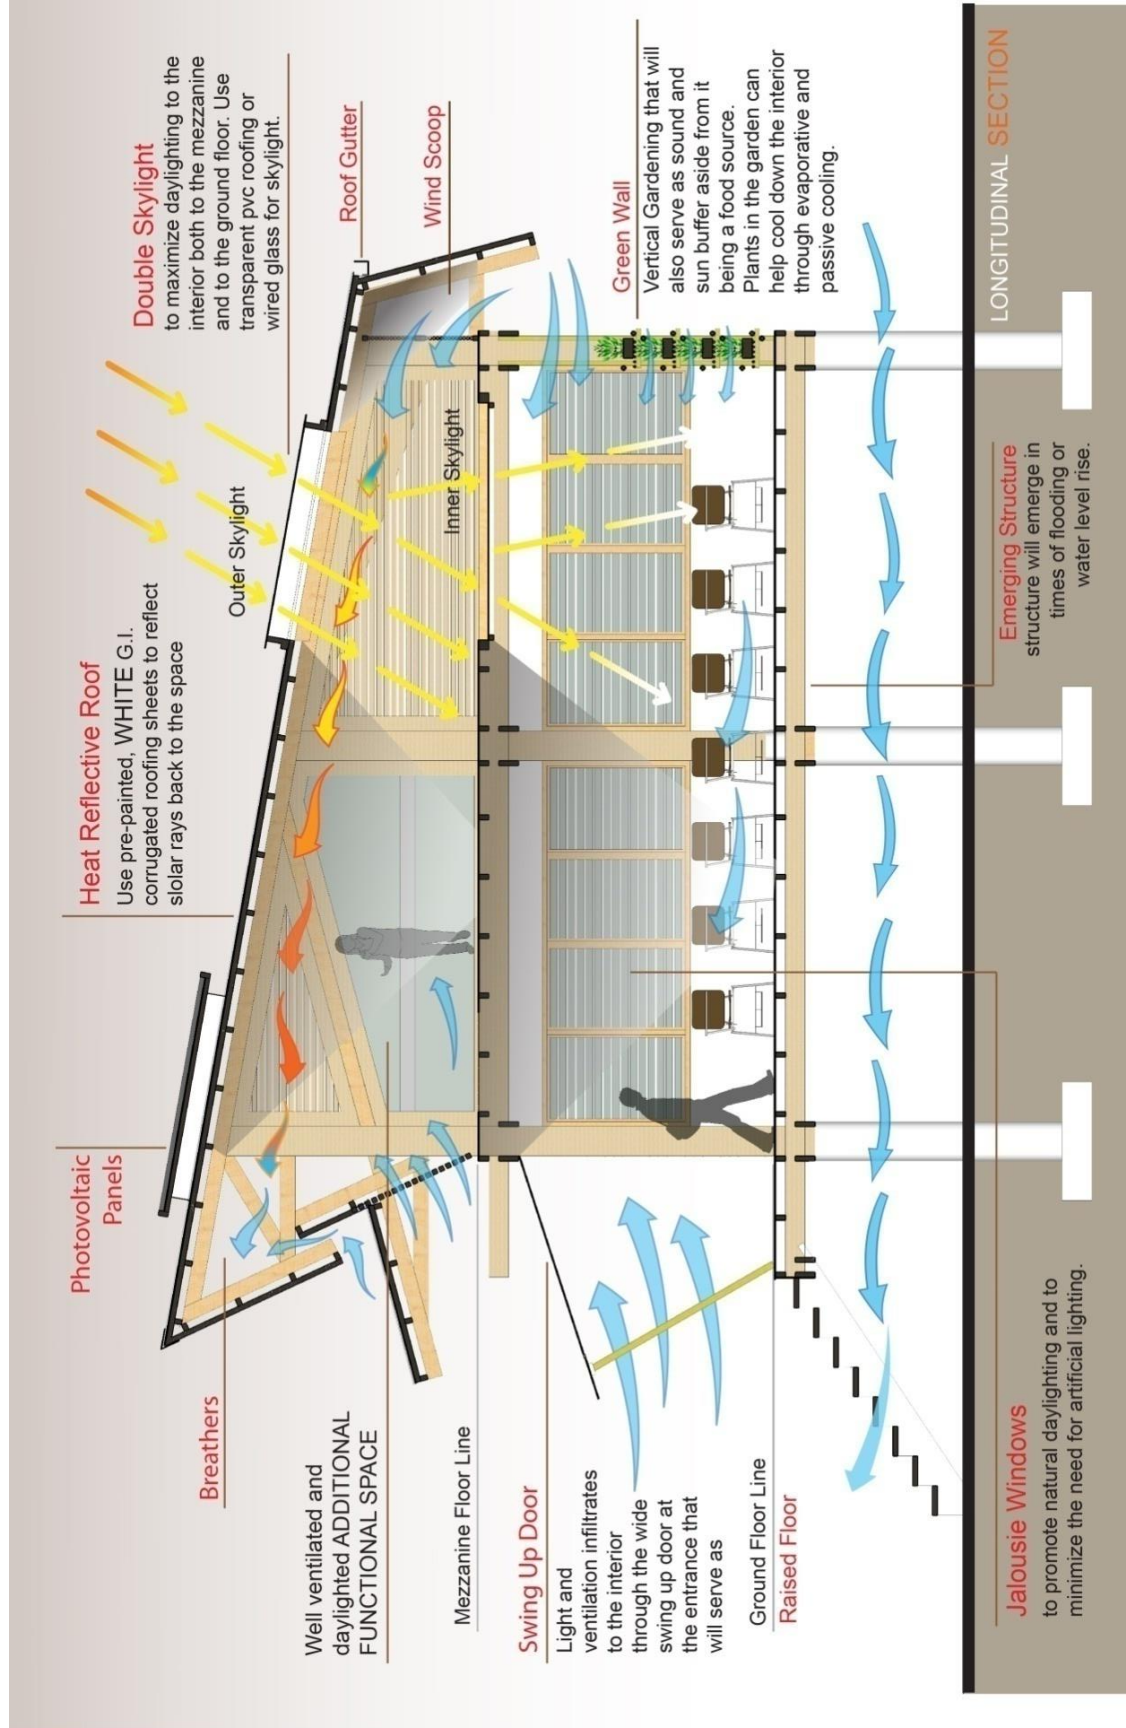 Photovoltaic
Panels
Heat Reflective Roof
Use pre-painted, WHITE G.I.
corrugated roofing sheets to reflect
slolar rays back to the space
Double Skylight
to maximize daylighting to the
interior both to the mezzanine
and to the ground floor. Use
transparent pvc roofing or
wired glass for skylight.
Outer Skylight
Roof Gutter
Wind Scoop
Inner Skylight
Breathers
Well ventilated and
daylighted ADDITIONAL
FUNCTIONAL SPACE
Mezzanine Floor Line
Swing Up Door
Light and
ventilation infiltrates
to the interior
through the wide
swing up door at
the entrance that
will serve as
Ground Floor Line
Raised Floor
Green Wall
Vertical Gardening that will
also serve as sound and
sun buffer aside from it
being a food source.
Plants in the garden can
help cool down the interior
through evaporative and
passive cooling.
Jalousie Windows
to promote natural daylighting and to
minimize the need for artificial lighting.
Emerging Structure
structure will emerge in
times of flooding or
water level rise.
LONGITUDINAL SECTION